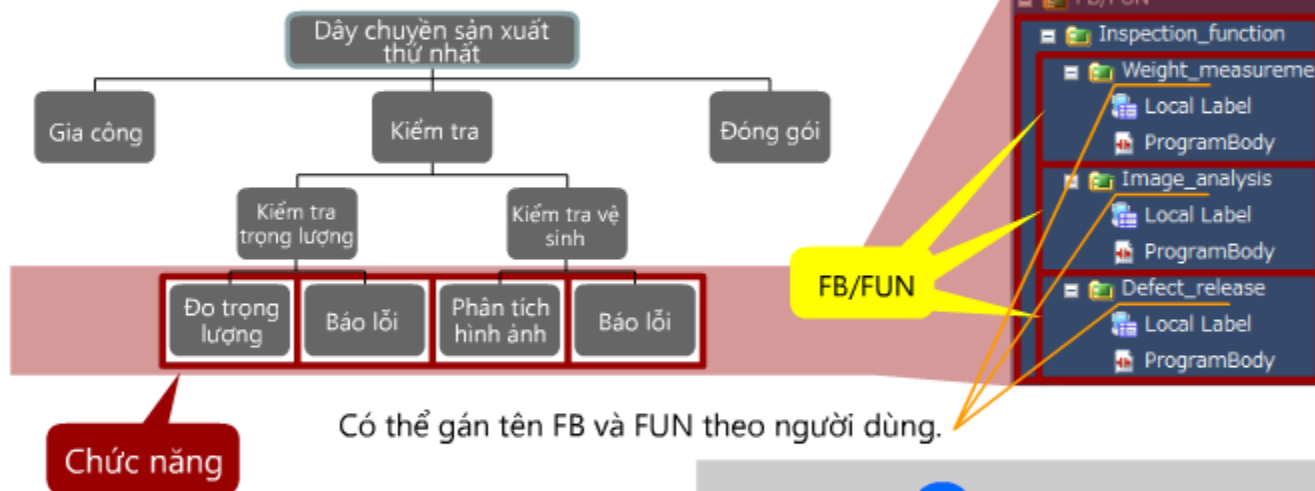 Dây chuyền sản xuất
thứ nhất
Gia công
Kiểm tra
Đóng gói
Kiểm tra
trọng lượng
Kiểm tra vệ
sinh
Đo trọng
lượng
Báo lỗi
Phân tích
hình ảnh
Báo lỗi
Chức năng
FB/FUN
Có thể gán tên FB và FUN theo người dùng.
FB/FUN
Inspection_function
Weight_measureme
Local Label
ProgramBody
Image_analysis
Local Label
ProgramBody
Defect_release
Local Label
ProgramBody